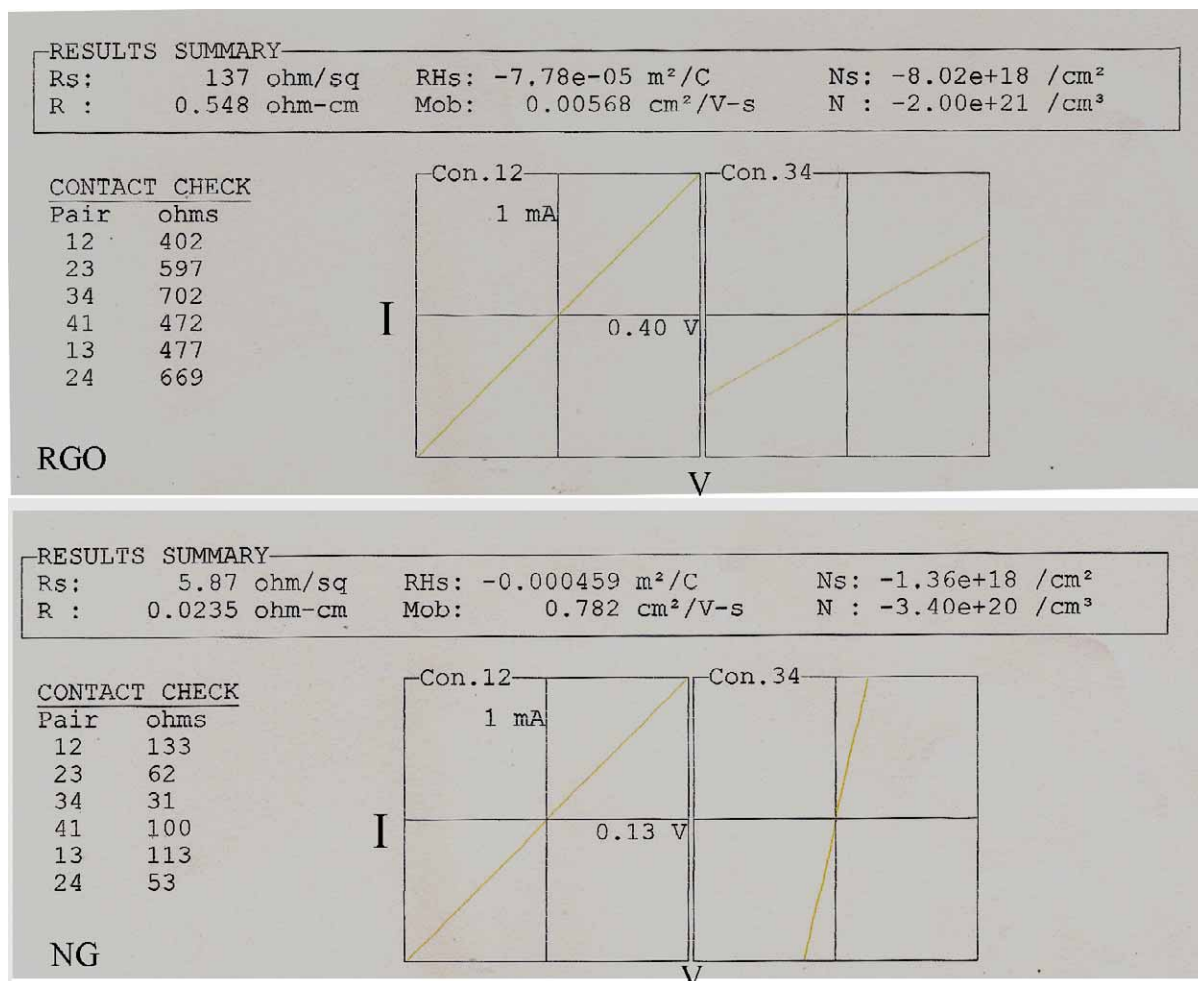 RESULTS SUMMARY
Rs: 137 ohm/sq RHs: -7.78e-05 m²/C Ns: -8.02e+18 /cm²
R : 0.548 ohm-cm Mob: 0.00568 cm²/V-s N : -2.00e+21 /cm³
CONTACT CHECK
Pair ohms
12 402
23 597
34 702
41 472
13 477
24 669
RGO
Con.12 Con.34
1 mA
I
0.40 V
V
RESULTS SUMMARY
Rs: 5.87 ohm/sq RHs: -0.000459 m²/C Ns: -1.36e+18 /cm²
R : 0.0235 ohm-cm Mob: 0.782 cm²/V-s N : -3.40e+20 /cm³
CONTACT CHECK
Pair ohms
12 133
23 62
34 31
41 100
13 113
24 53
NG
Con.12 Con.34
1 mA
I
0.13 V
V